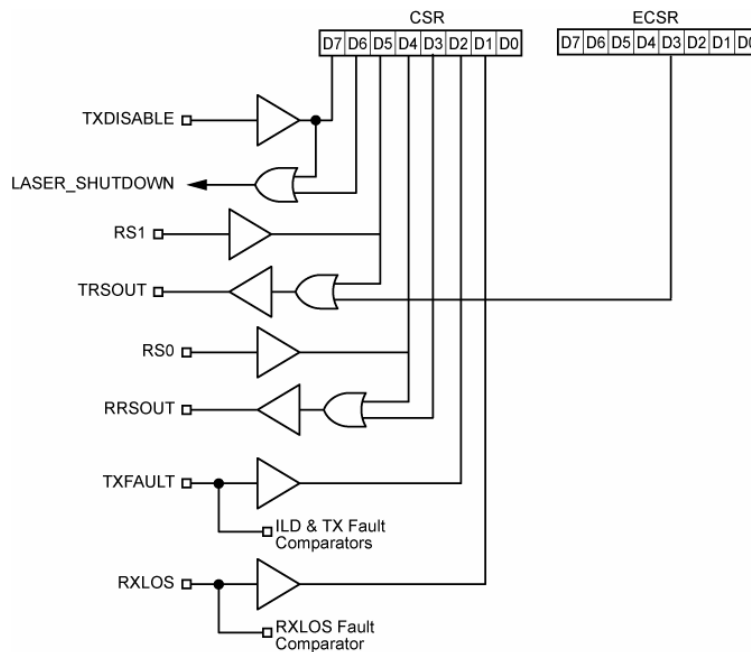 CSR
ECSR
D7 D6 D5 D4 D3 D2 D1 D0
D7 D6 D5 D4 D3 D2 D1 D0
TXDISABLE
LASER_SHUTDOWN
RS1
TRSOUT
RS0
RRSOUT
TXFAULT
ILD & TX Fault
Comparators
RXLOS
RXLOS Fault
Comparator